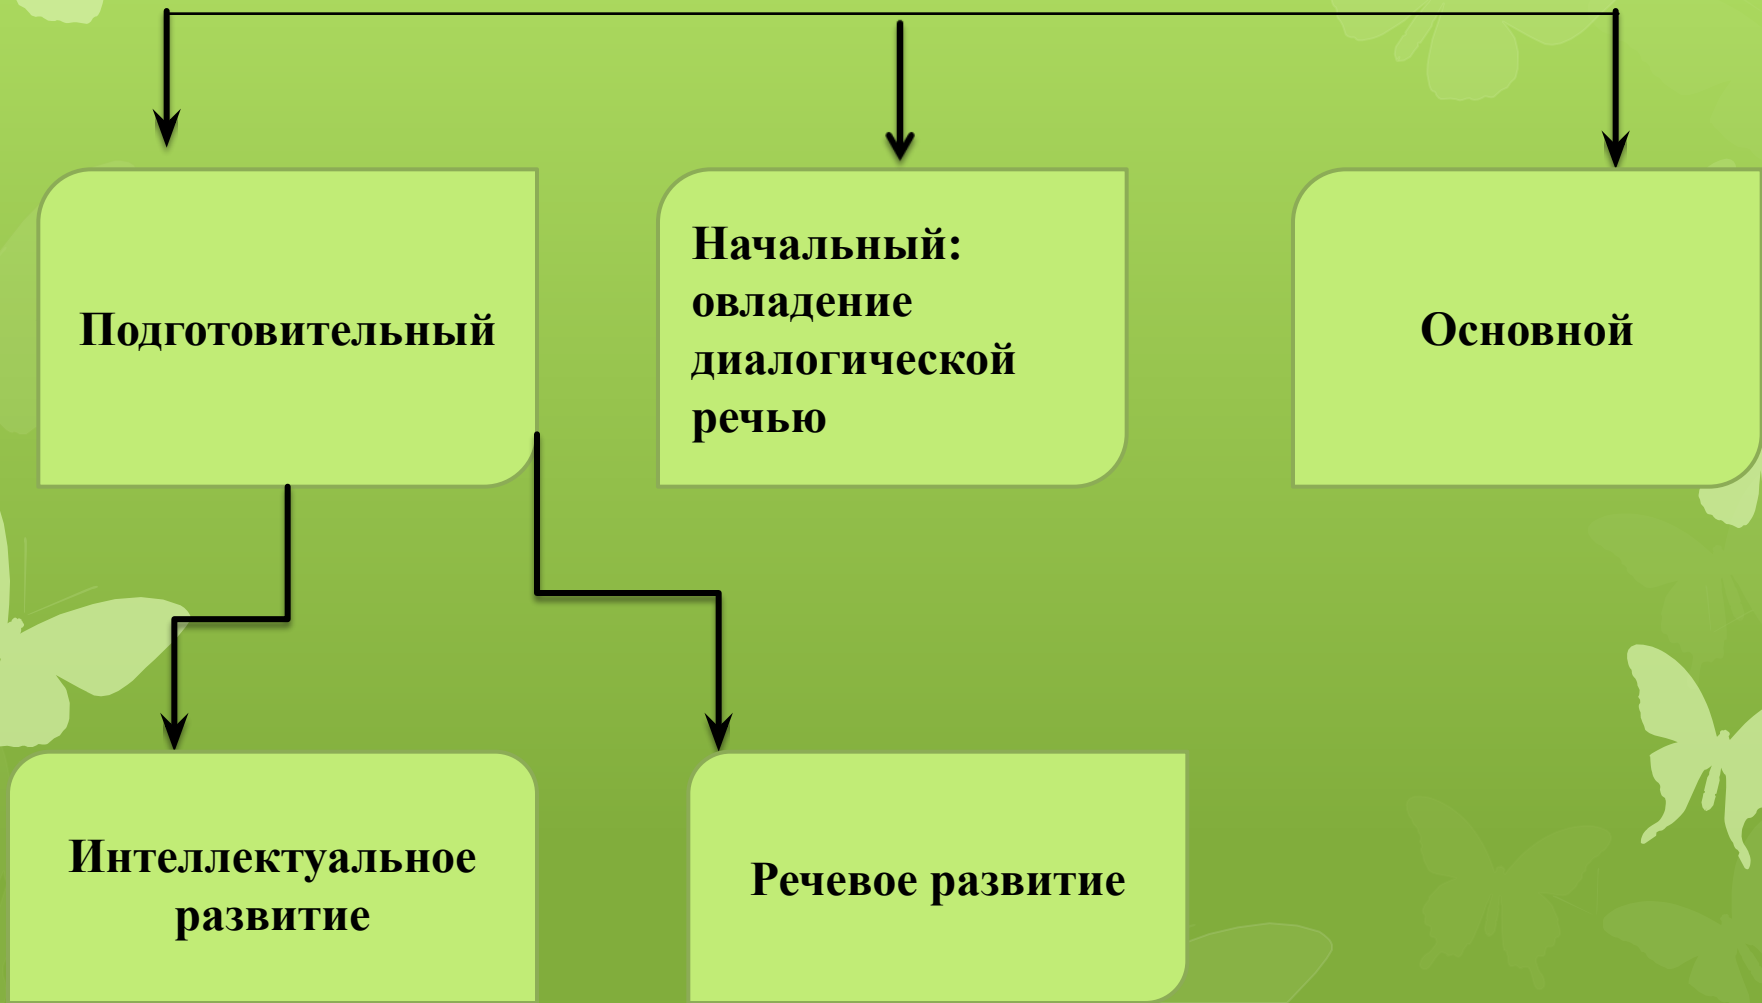 Подготовительный
Начальный:
овладение
диалогической
речью
Основной
Интеллектуальное
развитие
Речевое развитие